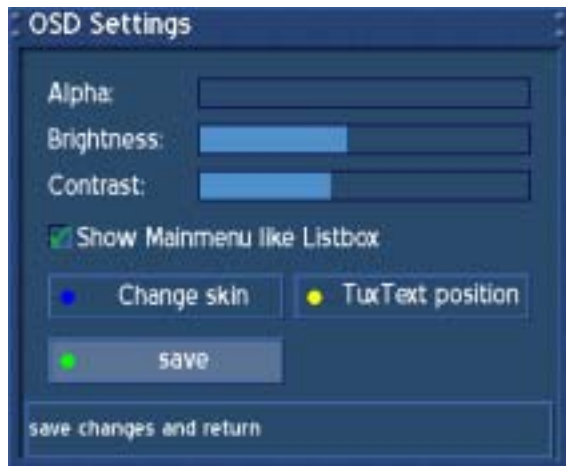 OSD Settings
Alpha:
Brightness:
Contrast:
Show Mainmenu like Listbox
Change skin
TuxText position
save
save changes and return